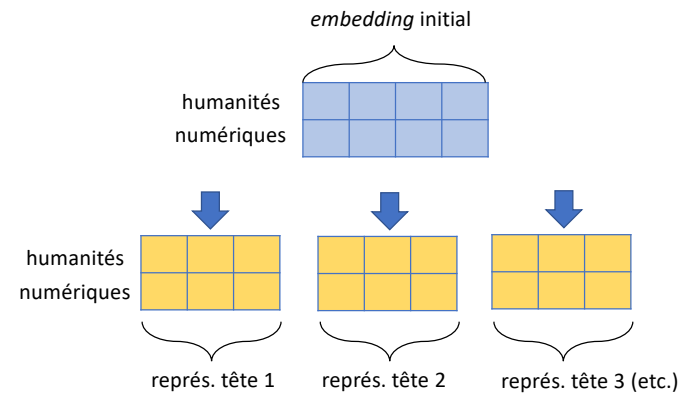 embedding initial
humanités
numériques
humanités
numériques
représ. tête 1
représ. tête 2
représ. tête 3 (etc.)